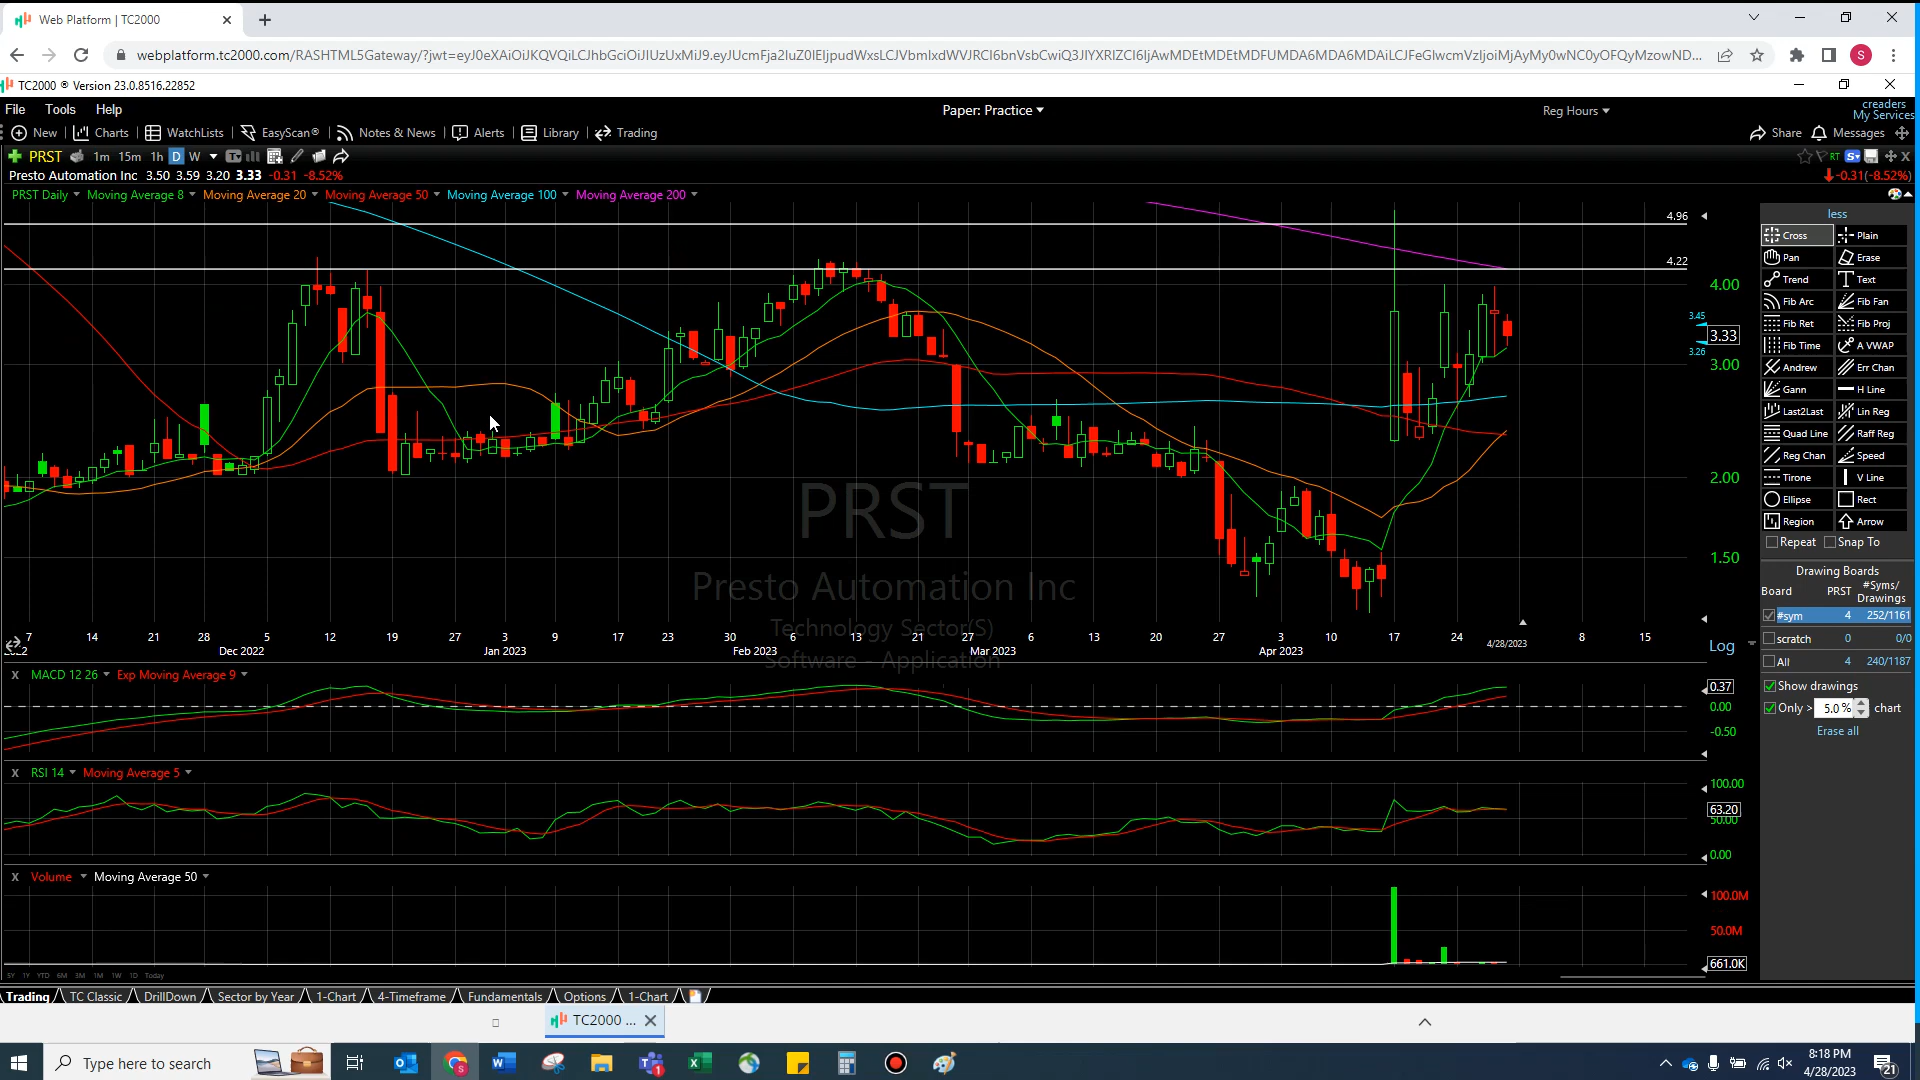 Web Platform | TC2000
TC2000 ® Version 23.0.8516.22852
File Tools Help
Paper: Practice
Reg Hours
creaders
My Services
New Charts WatchLists EasyScan® Notes & News Alerts Library Trading
Share Messages
PRST 1m 15m 1h D W
RT
Presto Automation Inc 3.50 3.59 3.20 3.33 -0.31 -8.52%
-0.31(-8.52%)
PRST Daily Moving Average 8 Moving Average 20 Moving Average 50 Moving Average 100 Moving Average 200
4.96
4.22
4.00
3.45
3.33
3.26
3.00
2.00
1.50
PRST
Presto Automation Inc
Technology Sector(S)
Software - Application
7 14 21 28 5 12 19 27 3 9 17 23 30 6 13 21 27 6 13 20 27 3 10 17 24 4/28/2023 8 15
Dec 2022 Jan 2023 Feb 2023 Mar 2023 Apr 2023
Log
MACD 12 26 Exp Moving Average 9
0.37
0.00
-0.50
RSI 14 Moving Average 5
100.00
63.20
50.00
0.00
Volume Moving Average 50
100.0M
50.0M
661.0K
5Y 1Y YTD 6M 3M 1M 1W 1D Today
less
Cross Plain
Pan Erase
Trend Text
Fib Arc Fib Fan
Fib Ret Fib Proj
Fib Time A VWAP
Andrew Err Chan
Gann H Line
Last2Last Lin Reg
Quad Line Raff Reg
Reg Chan Speed
Tirone V Line
Ellipse Rect
Region Arrow
Repeat Snap To
Drawing Boards
Board PRST #Syms/
Drawings
#sym 4 252/1161
scratch 0 0/0
All 4 240/1187
Show drawings
Only > 5.0 % chart
Erase all
Trading TC Classic DrillDown Sector by Year 1-Chart 4-Timeframe Fundamentals Options 1-Chart
TC2000 ...
Type here to search
8:18 PM
4/28/2023
21